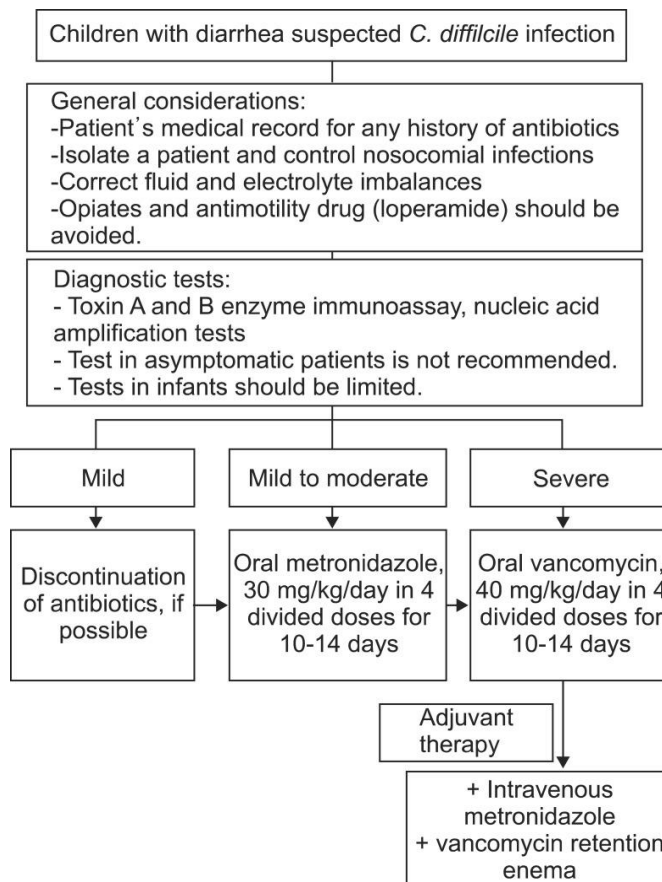 Children with diarrhea suspected C. diffilcile infection
General considerations:
-Patient's medical record for any history of antibiotics
-Isolate a patient and control nosocomial infections
-Correct fluid and electrolyte imbalances
-Opiates and antimotility drug (loperamide) should be
avoided.
Diagnostic tests:
- Toxin A and B enzyme immunoassay, nucleic acid
amplification tests
- Test in asymptomatic patients is not recommended.
- Tests in infants should be limited.
Mild
Mild to moderate
Severe
Discontinuation
of antibiotics, if
possible
Oral metronidazole,
30 mg/kg/day in 4
divided doses for
10-14 days
Oral vancomycin,
40 mg/kg/day in 4
divided doses for
10-14 days
Adjuvant
therapy
+ Intravenous
metronidazole
+ vancomycin retention
enema